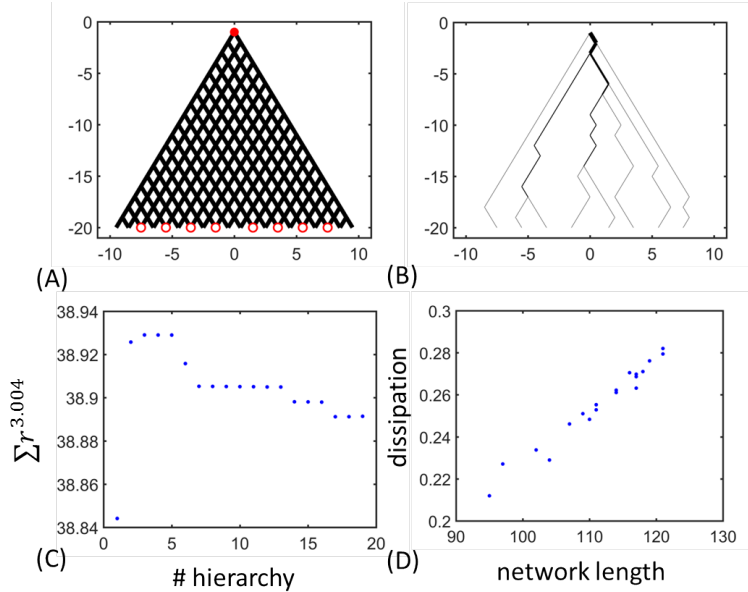 0
-5
-10
-15
-20
-10 -5 0 5 10
(A)
0
-5
-10
-15
-20
-10 -5 0 5 10
(B)
38.94
38.92
38.9
38.88
38.86
38.84
0 5 10 15 20
Σr^3.004
(C)
# hierarchy
0.3
0.28
0.26
0.24
0.22
0.2
90 100 110 120 130
dissipation
(D)
network length